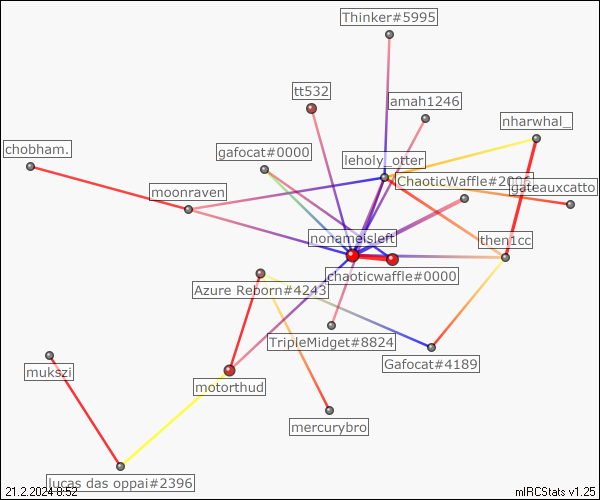 Thinker#5995
tt532
amah1246
nharwhal_
chobham.
gafocat#0000
leholy_otter
ChaoticWaffle#2006
gateauxcatto
moonraven
nonameisleft
then1cc
chaoticwaffle#0000
Azure Reborn#4243
TripleMidget#8824
Gafocat#4189
mukszi
motorthud
mercurybro
lucas das oppai#2396
21.2.2024 8:52
mIRCStats v1.25